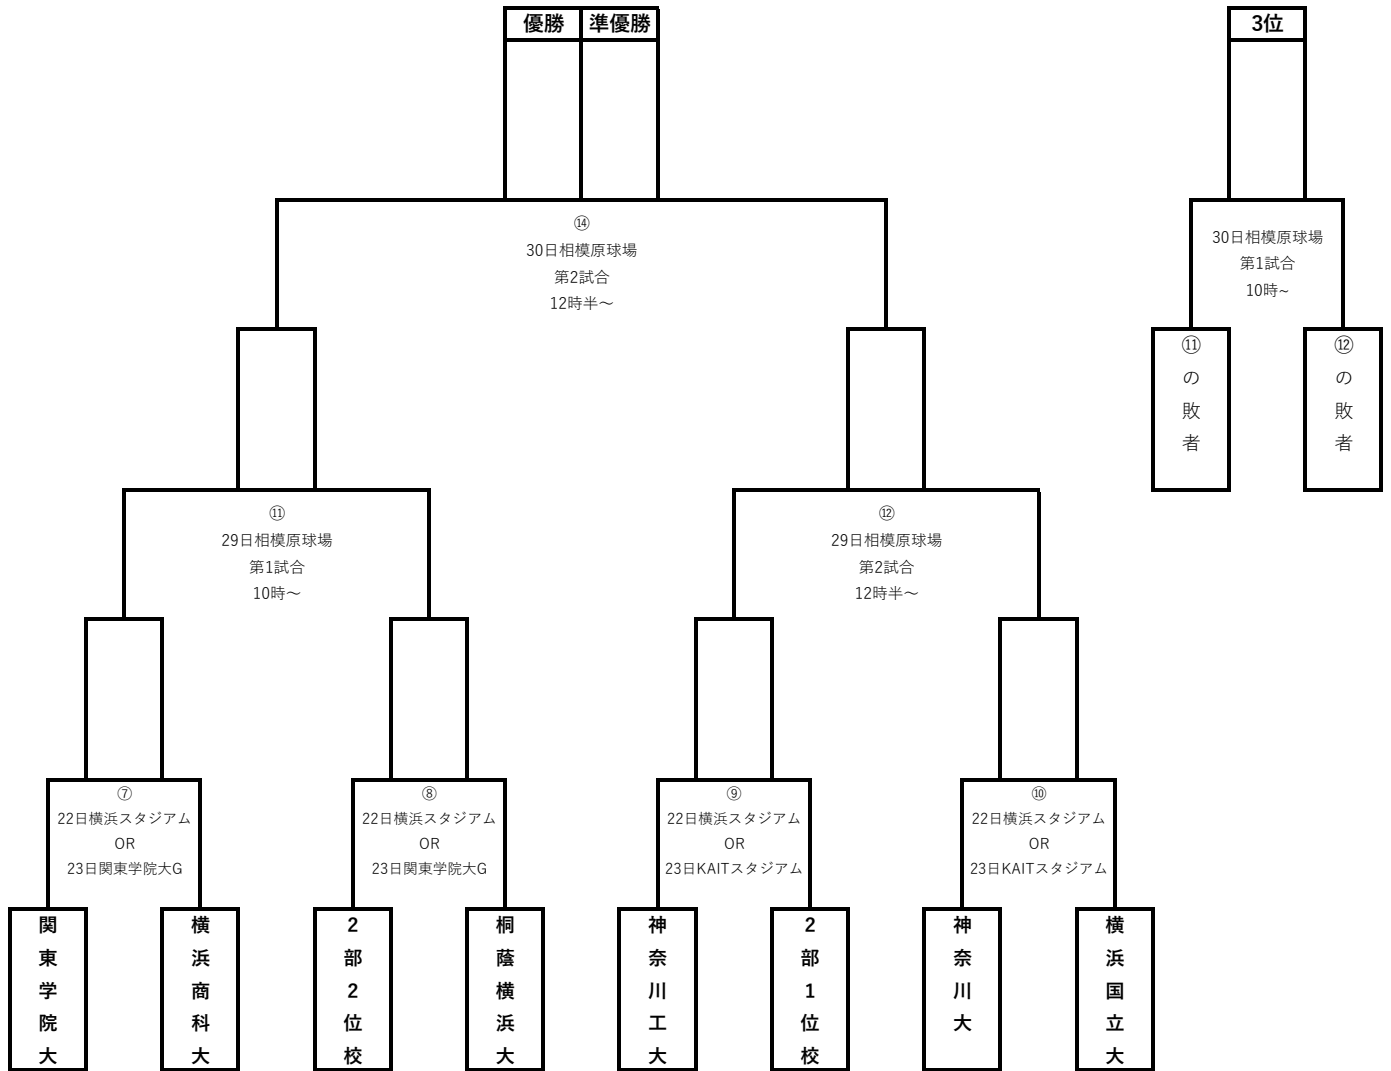 優勝
準優勝
3位
⑭
30日相模原球場
第2試合
12時半～
30日相模原球場
第1試合
10時~
⑪の敗者
⑫の敗者
⑪
29日相模原球場
第1試合
10時～
⑫
29日相模原球場
第2試合
12時半～
⑦
22日横浜スタジアム
OR
23日関東学院大G
⑧
22日横浜スタジアム
OR
23日関東学院大G
⑨
22日横浜スタジアム
OR
23日KAITスタジアム
⑩
22日横浜スタジアム
OR
23日KAITスタジアム
関東学院大
横浜商科大
2部2位校
桐蔭横浜大
神奈川工大
2部1位校
神奈川大
横浜国立大